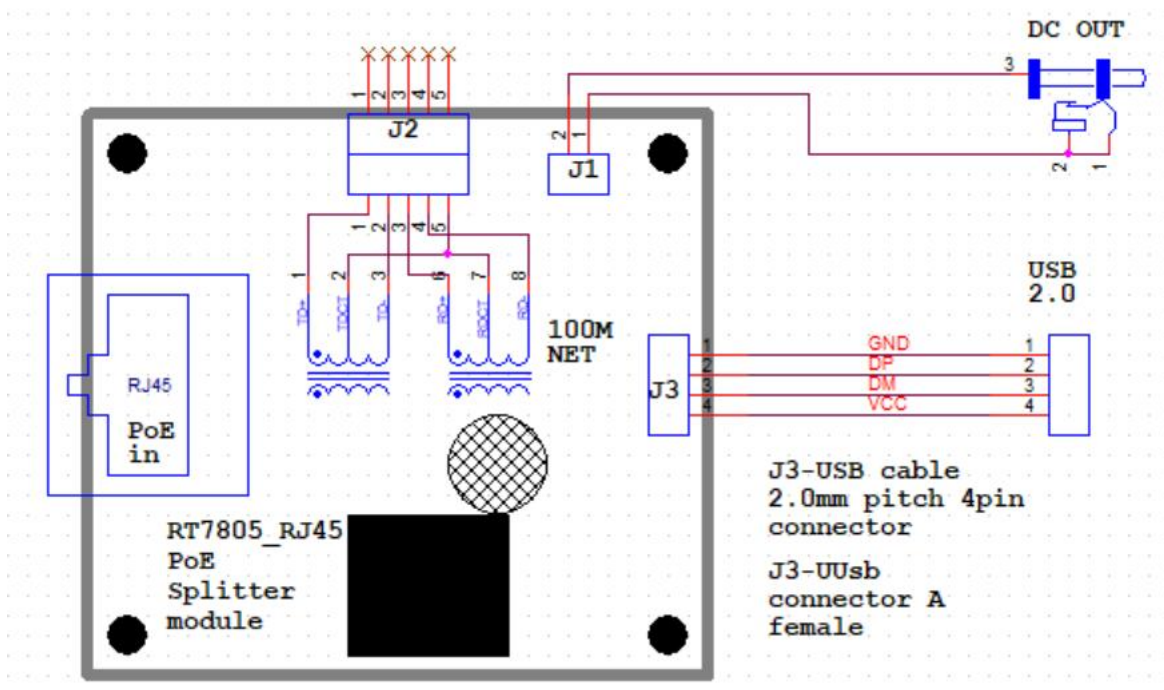 DC OUT
3
1 2 3 4 5
J2
2 1
J1
2 1
1 2 3 4 5
1 2 3 6 7 8
TD+ TDCT TD- RD+ RDCT RD-
USB
2.0
100M
NET
RJ45
PoE
in
J3
1 GND 1
2 DP 2
3 DM 3
4 VCC 4
J3-USB cable
2.0mm pitch 4pin
connector
J3-UUsb
connector A
female
RT7805_RJ45
PoE
Splitter
module